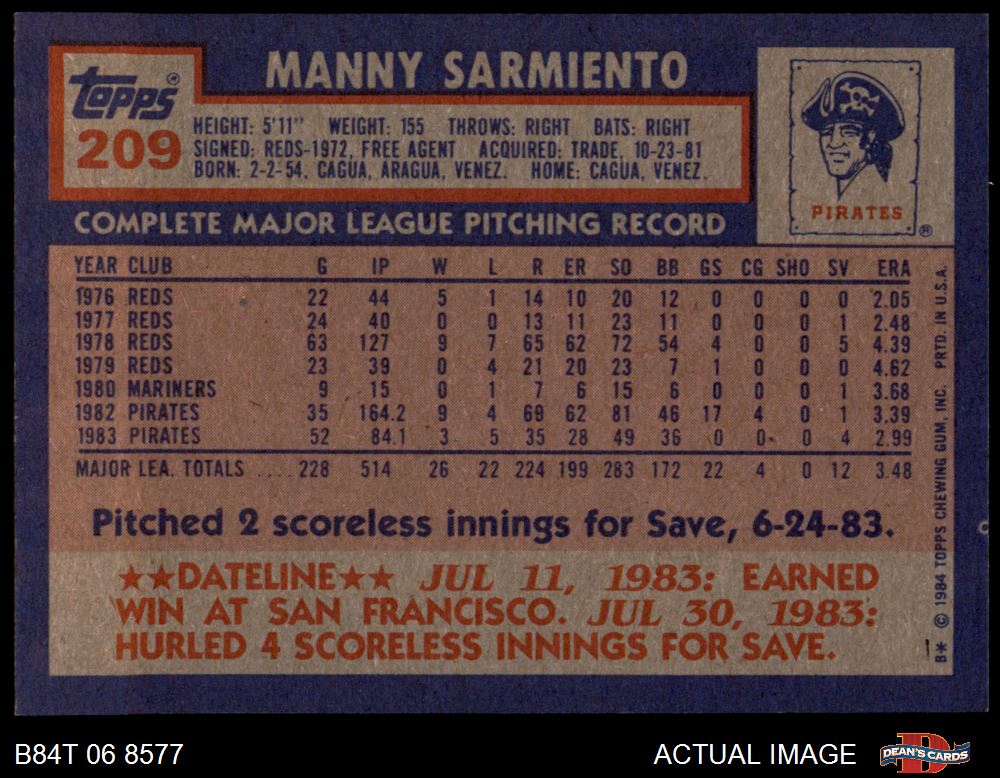 MANNY SARMIENTO
Topps®
209
HEIGHT: 5'11" WEIGHT: 155 THROWS: RIGHT BATS: RIGHT
SIGNED: REDS-1972, FREE AGENT ACQUIRED: TRADE, 10-23-81
BORN: 2-2-54, CAGUA, ARAGUA, VENEZ. HOME: CAGUA, VENEZ.
PIRATES®
COMPLETE MAJOR LEAGUE PITCHING RECORD
YEAR CLUB G IP W L R ER SO BB GS CG SHO SV ERA
1976 REDS 22 44 5 1 14 10 20 12 0 0 0 0 2.05
1977 REDS 24 40 0 0 13 11 23 11 0 0 0 1 2.48
1978 REDS 63 127 9 7 65 62 72 54 4 0 0 5 4.39
1979 REDS 23 39 0 4 21 20 23 7 1 0 0 0 4.62
1980 MARINERS 9 15 0 1 7 6 15 6 0 0 0 1 3.68
1982 PIRATES 35 164.2 9 4 69 62 81 46 17 4 0 1 3.39
1983 PIRATES 52 84.1 3 5 35 28 49 36 0 0 0 4 2.99
MAJOR LEA. TOTALS .... 228 514 26 22 224 199 283 172 22 4 0 12 3.48
Pitched 2 scoreless innings for Save, 6-24-83.
★★DATELINE★★ JUL 11, 1983: EARNED
WIN AT SAN FRANCISCO. JUL 30, 1983:
HURLED 4 SCORELESS INNINGS FOR SAVE.
B* © 1984 TOPPS CHEWING GUM, INC. PRTD. IN U.S.A.
B84T 06 8577
ACTUAL IMAGE
DEAN'S CARDS